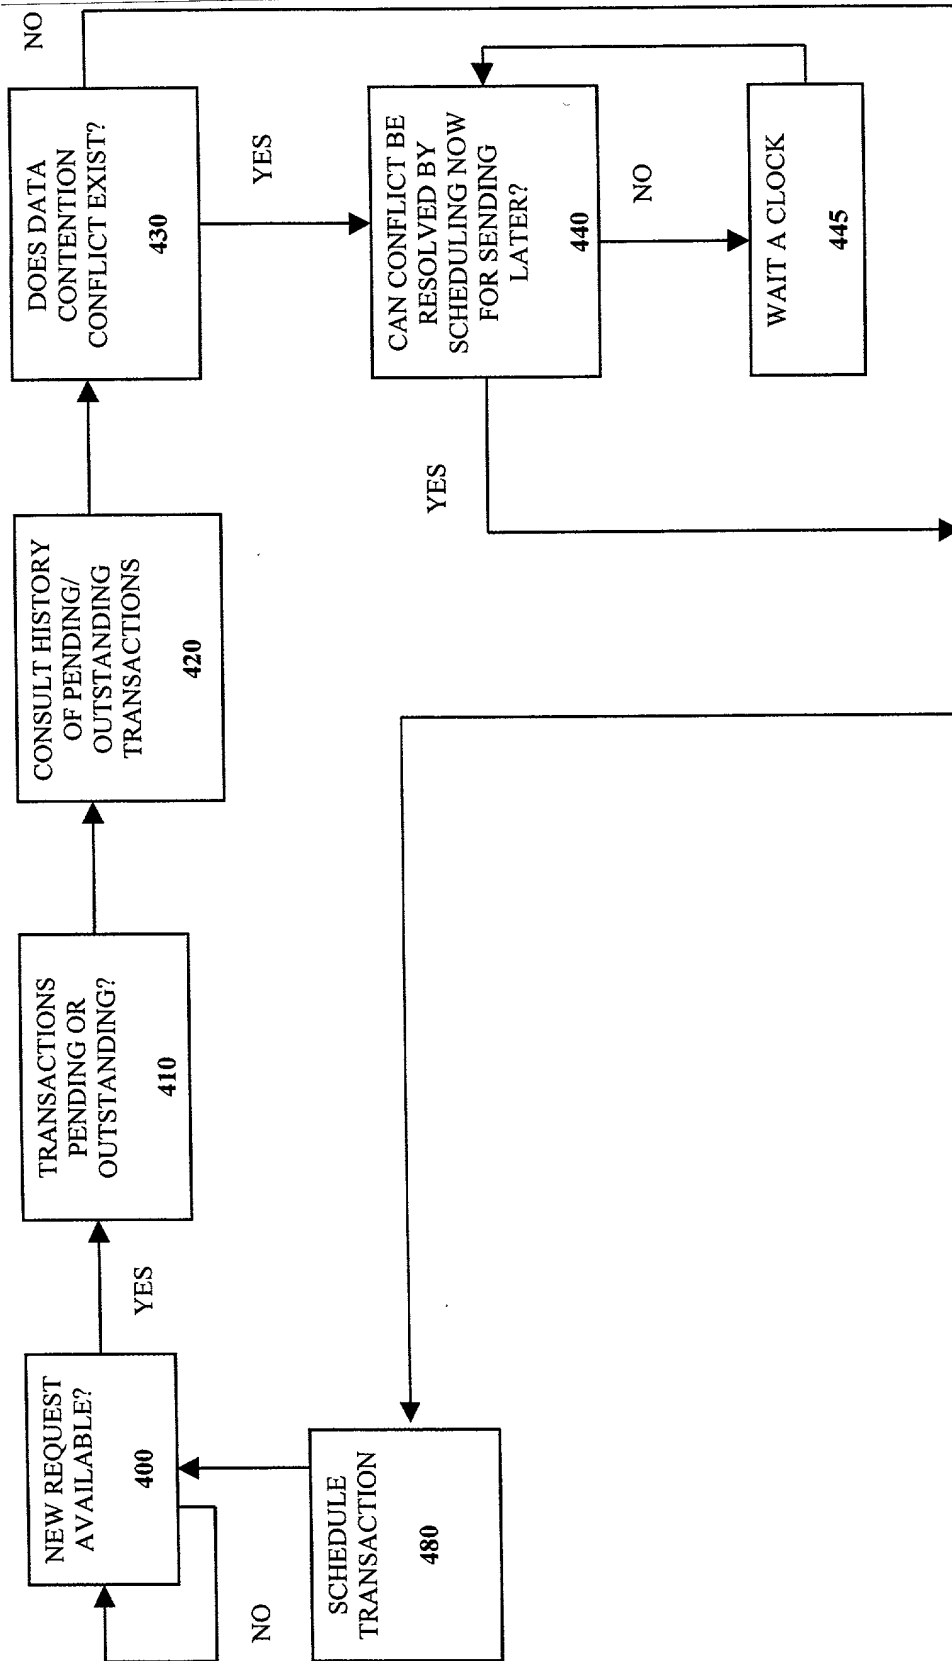 NEW REQUEST
AVAILABLE?
400
YES
NO
TRANSACTIONS
PENDING OR
OUTSTANDING?
410
CONSULT HISTORY
OF PENDING/
OUTSTANDING
TRANSACTIONS
420
DOES DATA
CONTENTION
CONFLICT EXIST?
430
NO
YES
CAN CONFLICT BE
RESOLVED BY
SCHEDULING NOW
FOR SENDING
LATER?
440
YES
NO
WAIT A CLOCK
445
SCHEDULE
TRANSACTION
480